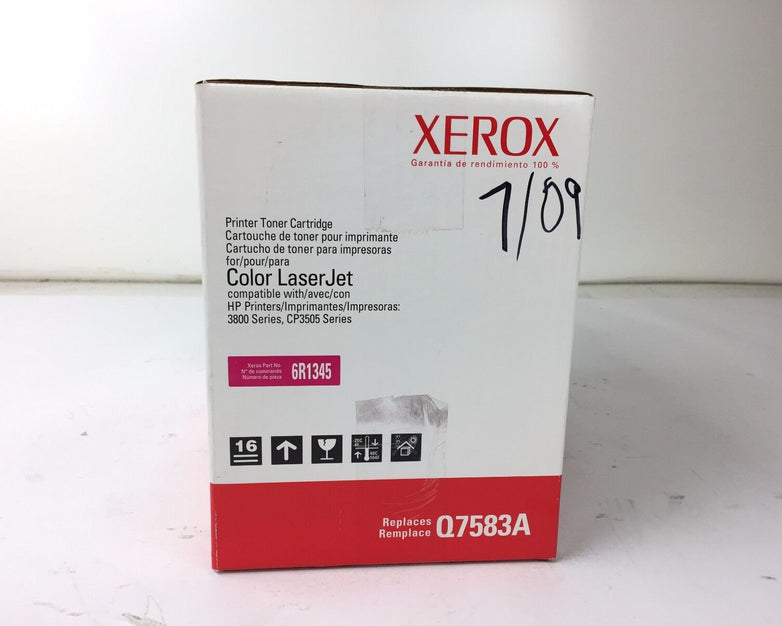 XEROX
Garantía de rendimiento 100 %
7/09
Printer Toner Cartridge
Cartouche de toner pour imprimante
Cartucho de toner para impresoras
for/pour/para
Color LaserJet
compatible with/avec/con
HP Printers/Imprimantes/Impresoras:
3800 Series, CP3505 Series
Xerox Part No.
N° de commande
Número de pieza
6R1345
16
Replaces
Remplace
Q7583A